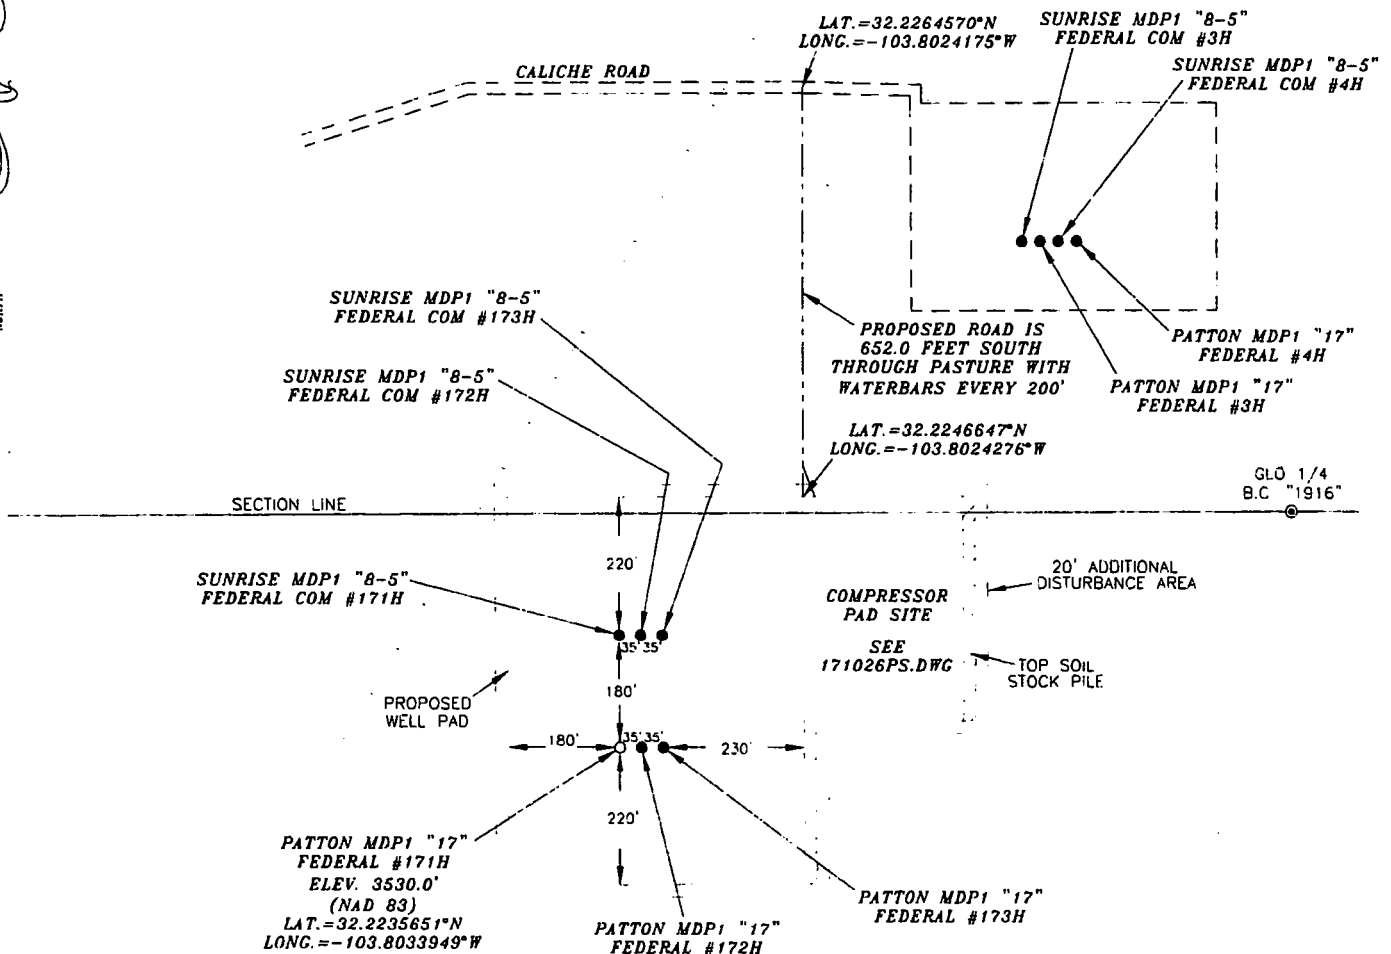 LAT.=32.2264570°N
LONG.=-103.8024175°W
SUNRISE MDP1 "8-5"
FEDERAL COM #3H
SUNRISE MDP1 "8-5"
FEDERAL COM #4H
CALICHE ROAD
NORTH
SUNRISE MDP1 "8-5"
FEDERAL COM #173H
PROPOSED ROAD IS
652.0 FEET SOUTH
THROUGH PASTURE WITH
WATERBARS EVERY 200'
PATTON MDP1 "17"
FEDERAL #4H
SUNRISE MDP1 "8-5"
FEDERAL COM #172H
PATTON MDP1 "17"
FEDERAL #3H
LAT.=32.2246647°N
LONG.=-103.8024276°W
GLO 1/4
B.C "1916"
SECTION LINE
220'
SUNRISE MDP1 "8-5"
FEDERAL COM #171H
20' ADDITIONAL
DISTURBANCE AREA
COMPRESSOR
PAD SITE
SEE
171026PS.DWG
35' 35'
TOP SOIL
STOCK PILE
180'
PROPOSED
WELL PAD
35' 35'
180'
230'
220'
PATTON MDP1 "17"
FEDERAL #171H
ELEV. 3530.0'
(NAD 83)
LAT.=32.2235651°N
LONG.=-103.8033949°W
PATTON MDP1 "17"
FEDERAL #172H
PATTON MDP1 "17"
FEDERAL #173H